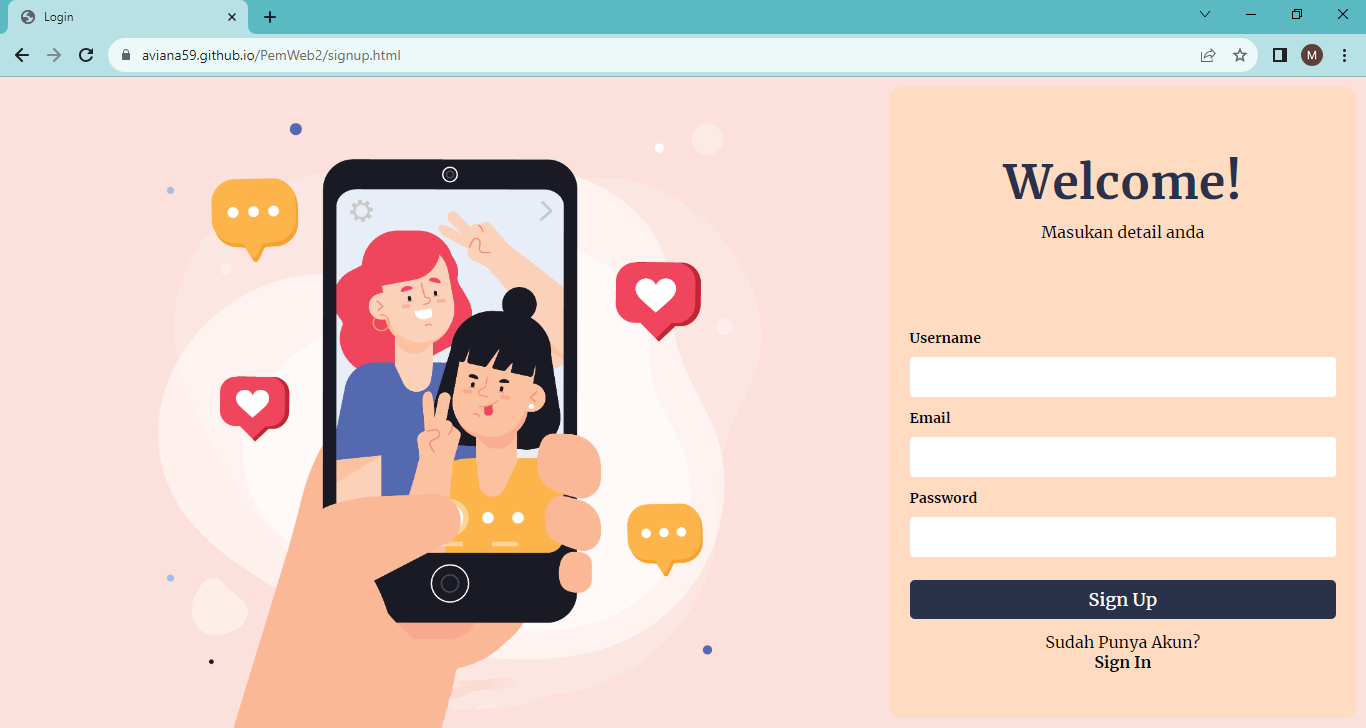 Login
aviana59.github.io/PemWeb2/signup.html
M
Welcome!
Masukan detail anda
Username
Email
Password
Sign Up
Sudah Punya Akun?
Sign In